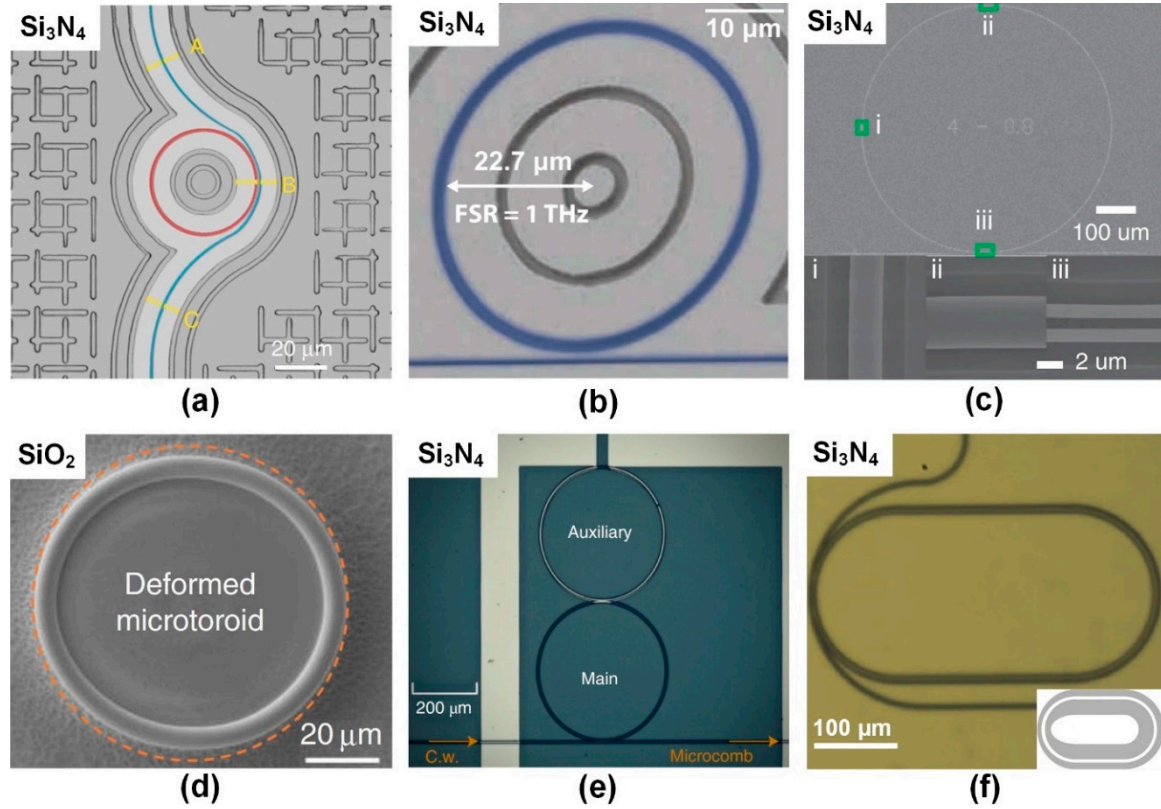 Si₃N₄
A
B
C
20 μm
(a)
Si₃N₄
10 μm
22.7 μm
FSR = 1 THz
(b)
Si₃N₄
ii
i
4 - 0.8
iii
100 um
i
ii
iii
2 um
(c)
SiO₂
Deformed
microtoroid
20 μm
(d)
Si₃N₄
Auxiliary
Main
200 μm
C.w.
Microcomb
(e)
Si₃N₄
100 μm
(f)